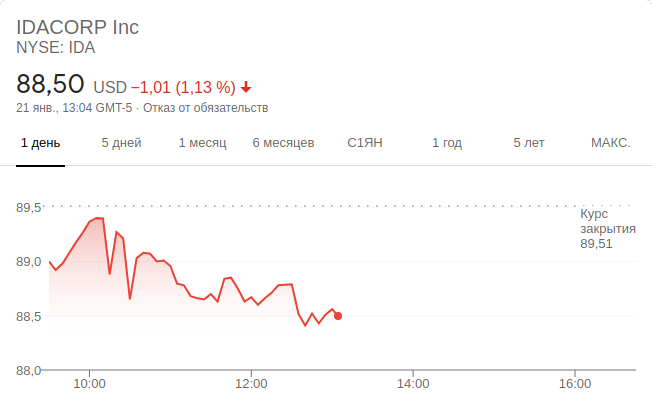 IDACORP Inc
NYSE: IDA
88,50 USD −1,01 (1,13 %)
21 янв., 13:04 GMT-5 · Отказ от обязательств
1 день 5 дней 1 месяц 6 месяцев С1ЯН 1 год 5 лет МАКС.
89,5
Курс
закрытия
89,51
89,0
88,5
88,0
10:00 12:00 14:00 16:00